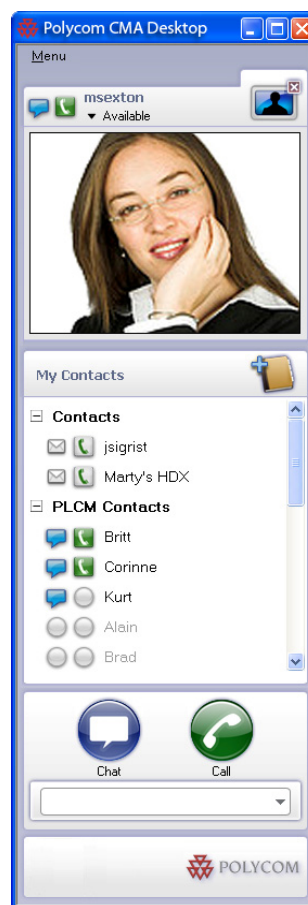 Polycom CMA Desktop
Menu
msexton
Available
My Contacts
Contacts
jsigrist
Marty's HDX
PLCM Contacts
Britt
Corinne
Kurt
Alain
Brad
Chat
Call
POLYCOM